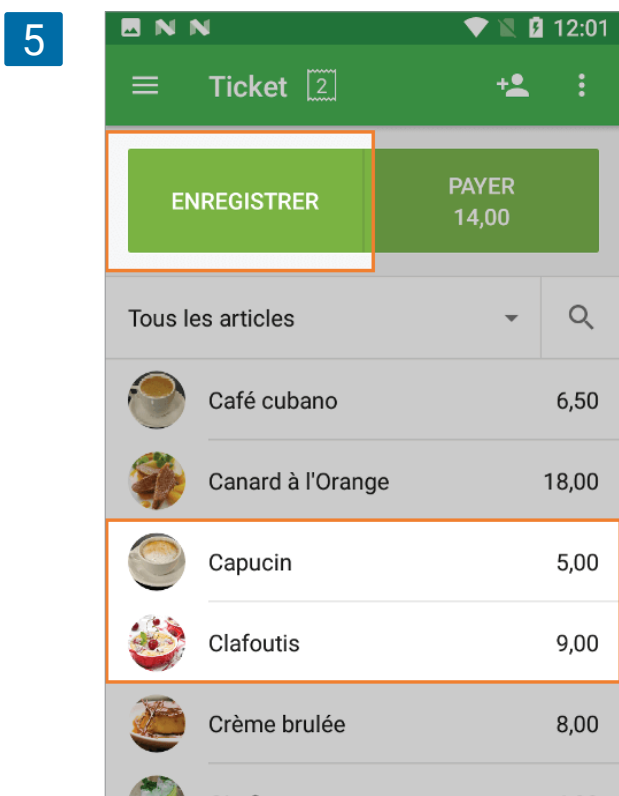 5
12:01
Ticket 2
ENREGISTRER
PAYER
14,00
Tous les articles
Café cubano 6,50
Canard à l'Orange 18,00
Capucin 5,00
Clafoutis 9,00
Crème brulée 8,00